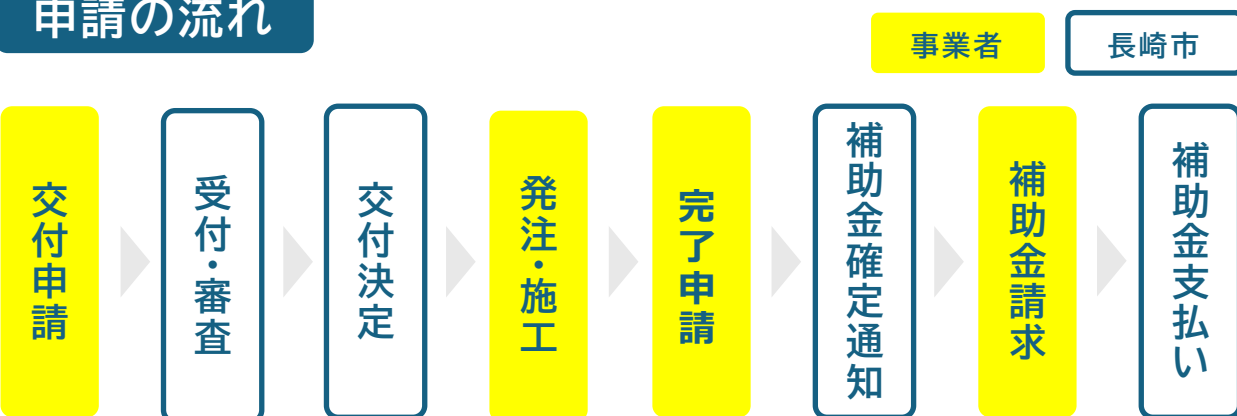 申請の流れ
事業者
長崎市
交付申請
受付・審査
交付決定
発注・施工
完了申請
補助金確定通知
補助金請求
補助金支払い